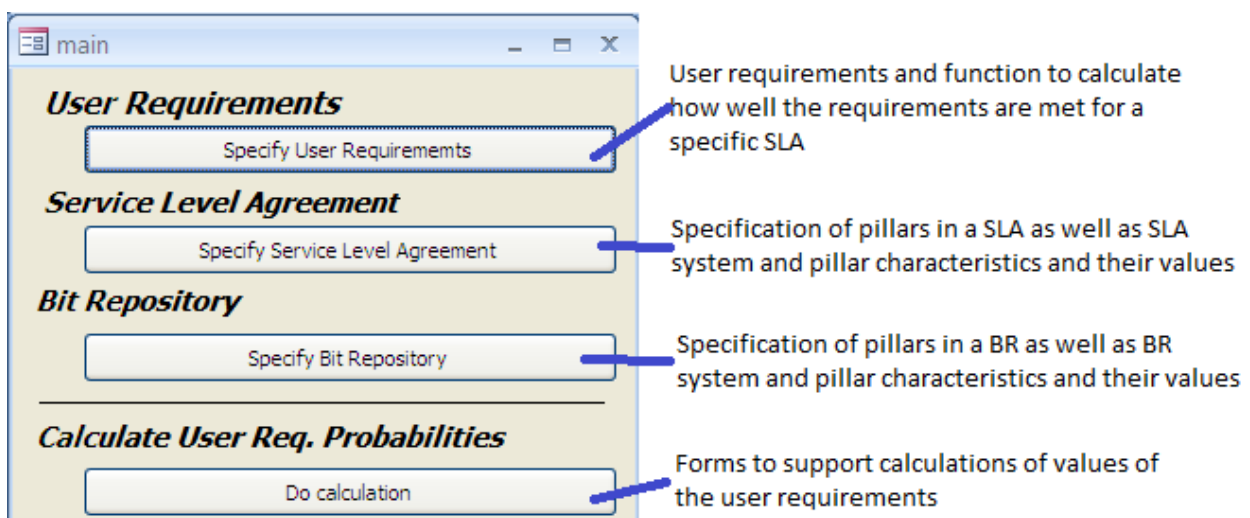 main
User Requirements
Specify User Requirememts
User requirements and function to calculate
how well the requirements are met for a
specific SLA
Service Level Agreement
Specify Service Level Agreement
Specification of pillars in a SLA as well as SLA
system and pillar characteristics and their values
Bit Repository
Specify Bit Repository
Specification of pillars in a BR as well as BR
system and pillar characteristics and their values
Calculate User Req. Probabilities
Do calculation
Forms to support calculations of values of
the user requirements